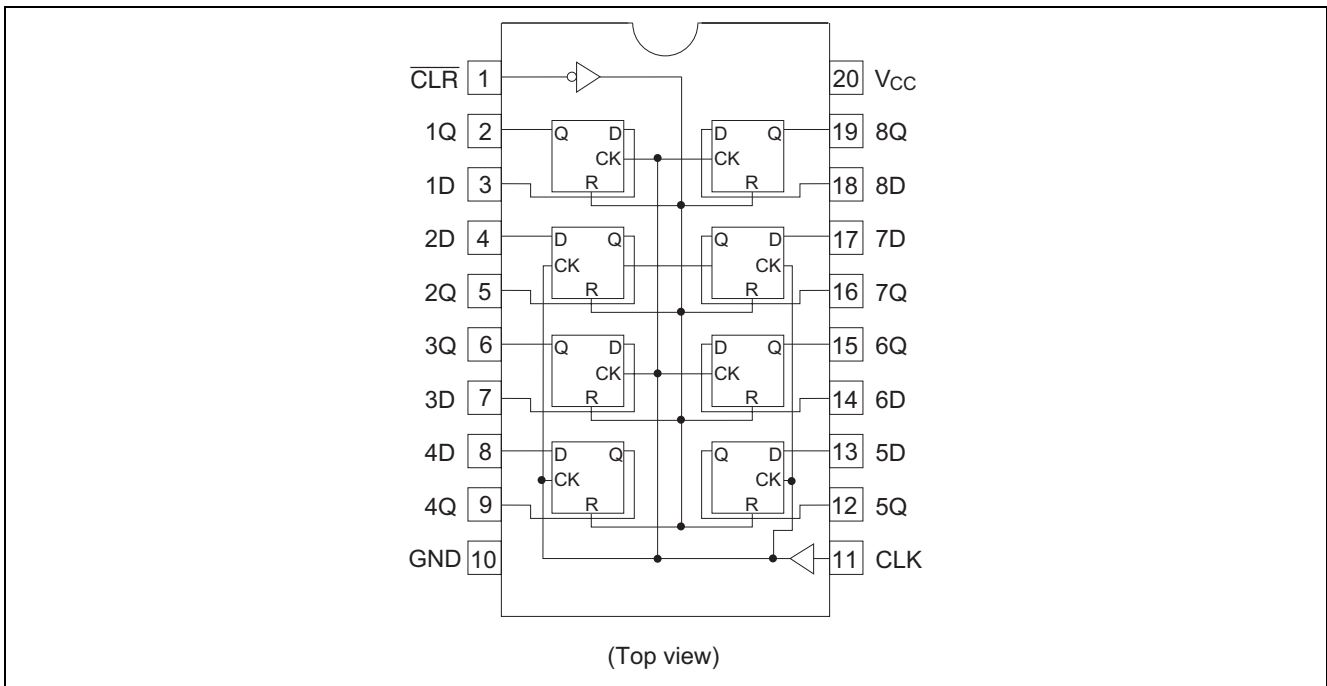 CLR 1 20 VCC
1Q 2 Q D D Q 19 8Q
CK CK
1D 3 R R 18 8D
2D 4 D Q Q D 17 7D
CK CK
2Q 5 R R 16 7Q
3Q 6 Q D D Q 15 6Q
CK CK
3D 7 R R 14 6D
4D 8 D Q Q D 13 5D
CK CK
4Q 9 R R 12 5Q
GND 10 11 CLK
(Top view)